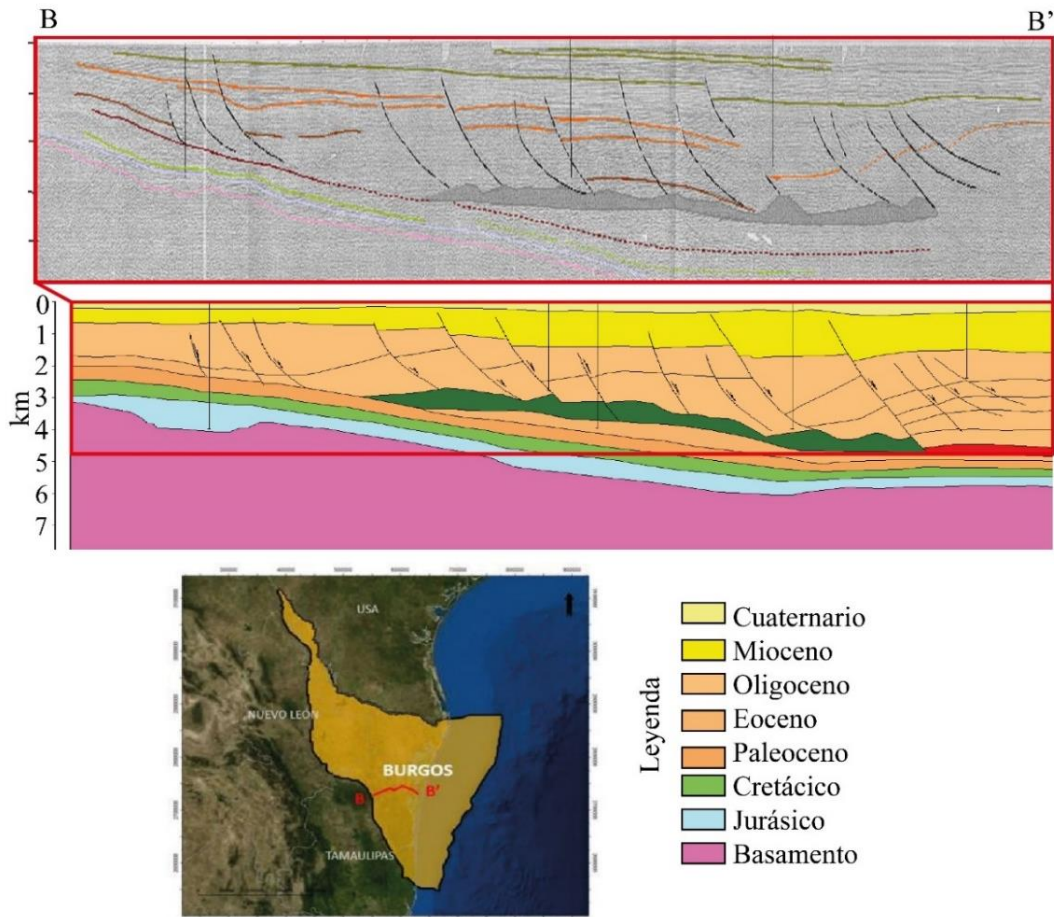 B
B’
0
1
2
3
4
5
6
7
km
USA
NUEVO LEÓN
BURGOS
B
B'
TAMAULIPAS
Leyenda
Cuaternario
Mioceno
Oligoceno
Eoceno
Paleoceno
Cretácico
Jurásico
Basamento